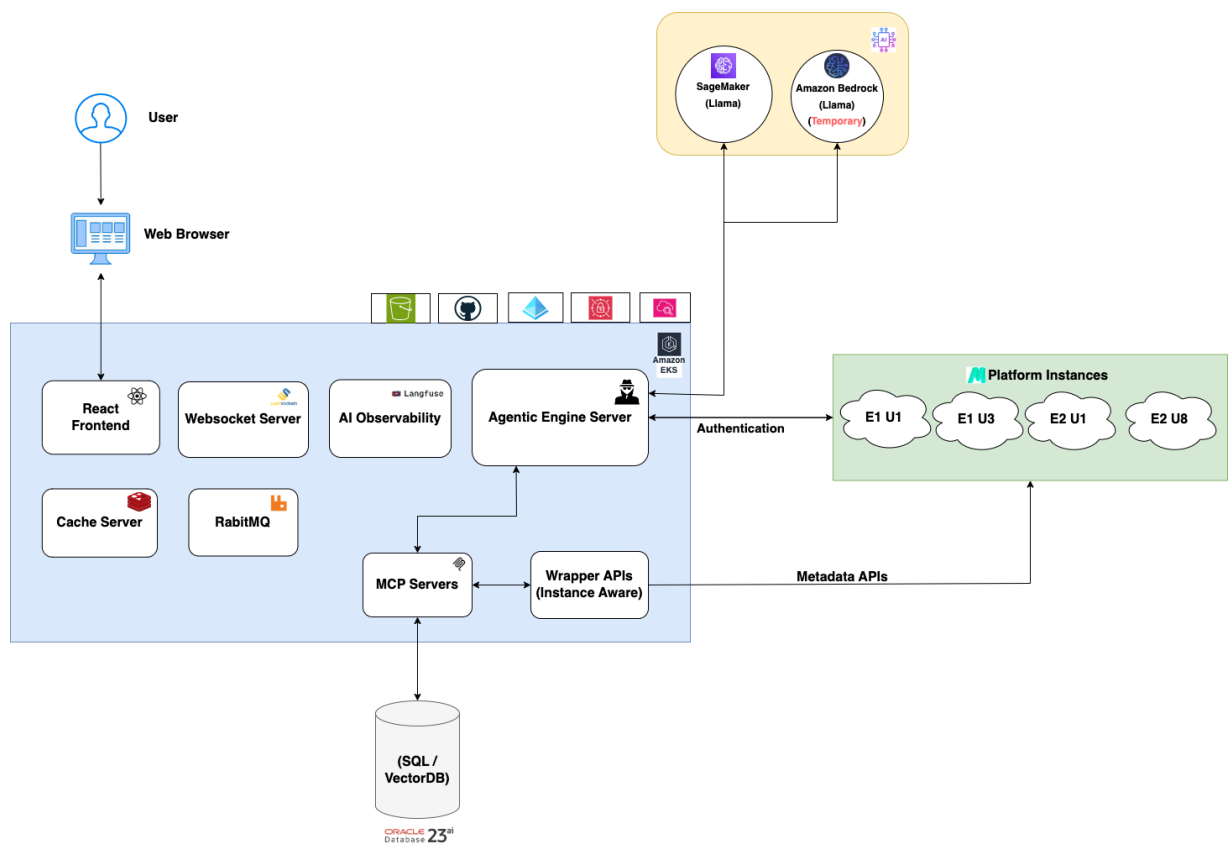 SageMaker
(Llama)
Amazon Bedrock
(Llama)
(Temporary)
AI
User
Web Browser
Amazon
EKS
React
Frontend
Websocket Server
Langfuse
AI Observability
Agentic Engine Server
Authentication
Platform Instances
E1 U1
E1 U3
E2 U1
E2 U8
Cache Server
RabitMQ
MCP Servers
Wrapper APIs
(Instance Aware)
Metadata APIs
(SQL /
VectorDB)
ORACLE
Database 23ai